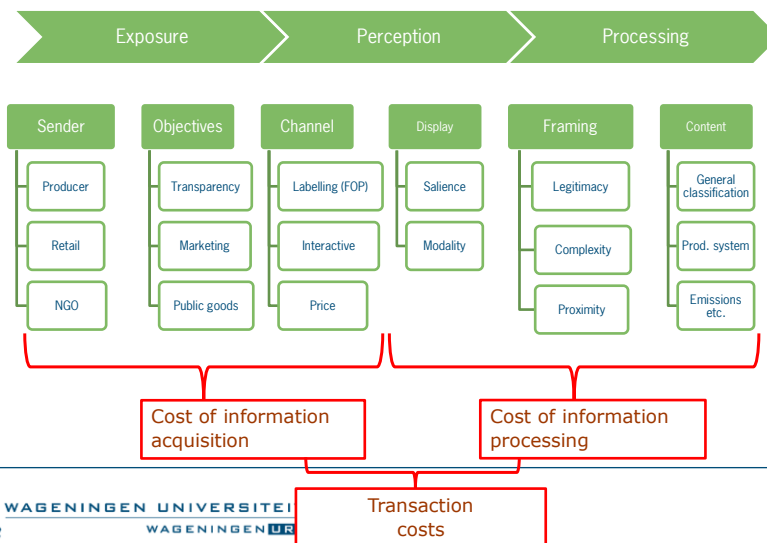 Exposure
Perception
Processing
Sender
Objectives
Channel
Display
Framing
Content
Producer
Transparency
Labelling (FOP)
Salience
Legitimacy
General
classification
Retail
Marketing
Interactive
Modality
Complexity
Prod. system
NGO
Public goods
Price
Proximity
Emissions
etc.
Cost of information
acquisition
Cost of information
processing
Transaction
costs
WAGENINGEN UNIVERSITEI
WAGENINGEN UR